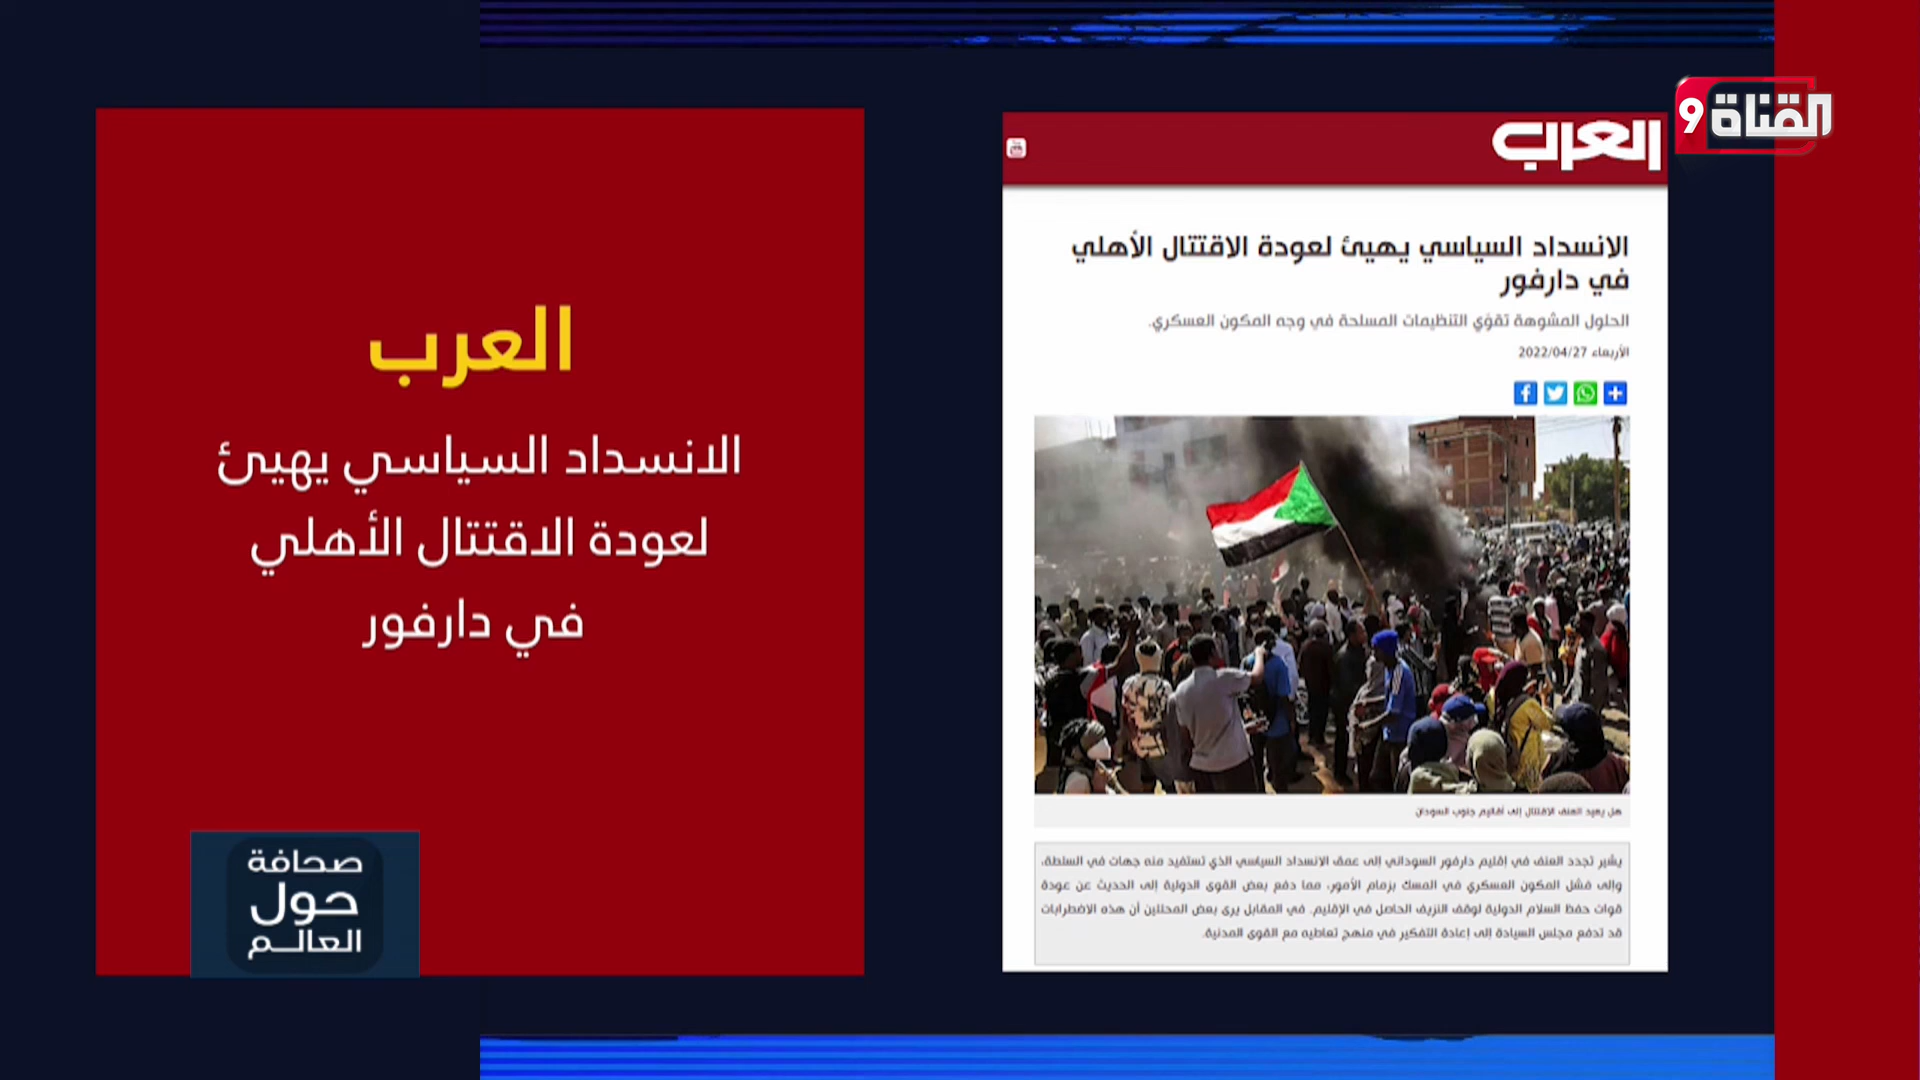 القناة 9
العرب
الانسداد السياسي يهيئ لعودة الاقتتال الأهلي
في دارفور
الحلول المشوهة تقوّي التنظيمات المسلحة في وجه المكون العسكري.
الأربعاء 2022/04/27
هل يعيد العنف الاقتتال إلى أقاليم جنوب السودان
يشير تجدد العنف في إقليم دارفور السوداني إلى عمق الانسداد السياسي الذي تستفيد منه جهات في السلطة،
وإلى فشل المكون العسكري في المسك بزمام الأمور، مما دفع بعض القوى الدولية إلى الحديث عن عودة
قوات حفظ السلام الدولية لوقف النزيف الحاصل في الإقليم. في المقابل يرى بعض المحللين أن هذه الاضطرابات
قد تدفع مجلس السيادة إلى إعادة التفكير في منهج تعاطيه مع القوى المدنية.
العرب
الانسداد السياسي يهيئ
لعودة الاقتتال الأهلي
في دارفور
صحافة
حول
العالم